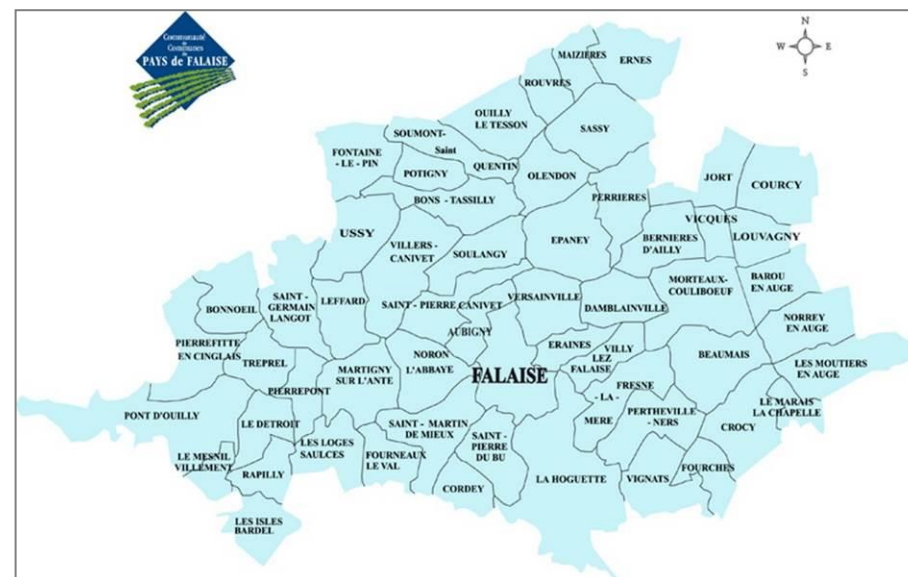 Communauté
de
Communes
du
PAYS de FALAISE
N
W
E
S
MAIZIERES
ERNES
ROUVRES
OUILLY
LE TESSON
SASSY
SOUMONT-
Saint
QUENTIN
FONTAINE
- LE - PIN
POTIGNY
OLENDON
JORT
COURCY
BONS - TASSILLY
PERRIERES
VICQUES
USSY
VILLERS -
CANIVET
EPANEY
BERNIERES
D'AILLY
LOUVAGNY
SOULANGY
MORTEAUX-
COULIBOEUF
BAROU
EN AUGE
BONNOEIL
SAINT -
GERMAIN
LANGOT
LEFFARD
SAINT - PIERRE CANIVET
VERSAINVILLE
DAMBLAINVILLE
NORREY
EN AUGE
AUBIGNY
PIERREFITTE
EN CINGLAIS
TREPREL
NORON
L'ABBAYE
ERAINES
VILLY
LEZ
FALAISE
BEAUMAIS
LES MOUTIERS
EN AUGE
PIERREPONT
MARTIGNY
SUR L'ANTE
FALAISE
FRESNE
- LA -
MERE
LE MARAIS
LA CHAPELLE
PONT D'OUILLY
LE DETROIT
SAINT - MARTIN
DE MIEUX
PERTHEVILLE
- NERS
CROCY
LES LOGES
SAULCES
SAINT -
PIERRE
DU BU
LE MESNIL
VILLEMENT
FOURNEAUX
LE VAL
RAPILLY
LA HOGUETTE
VIGNATS
FOURCHES
CORDEY
LES ISLES
BARDEL